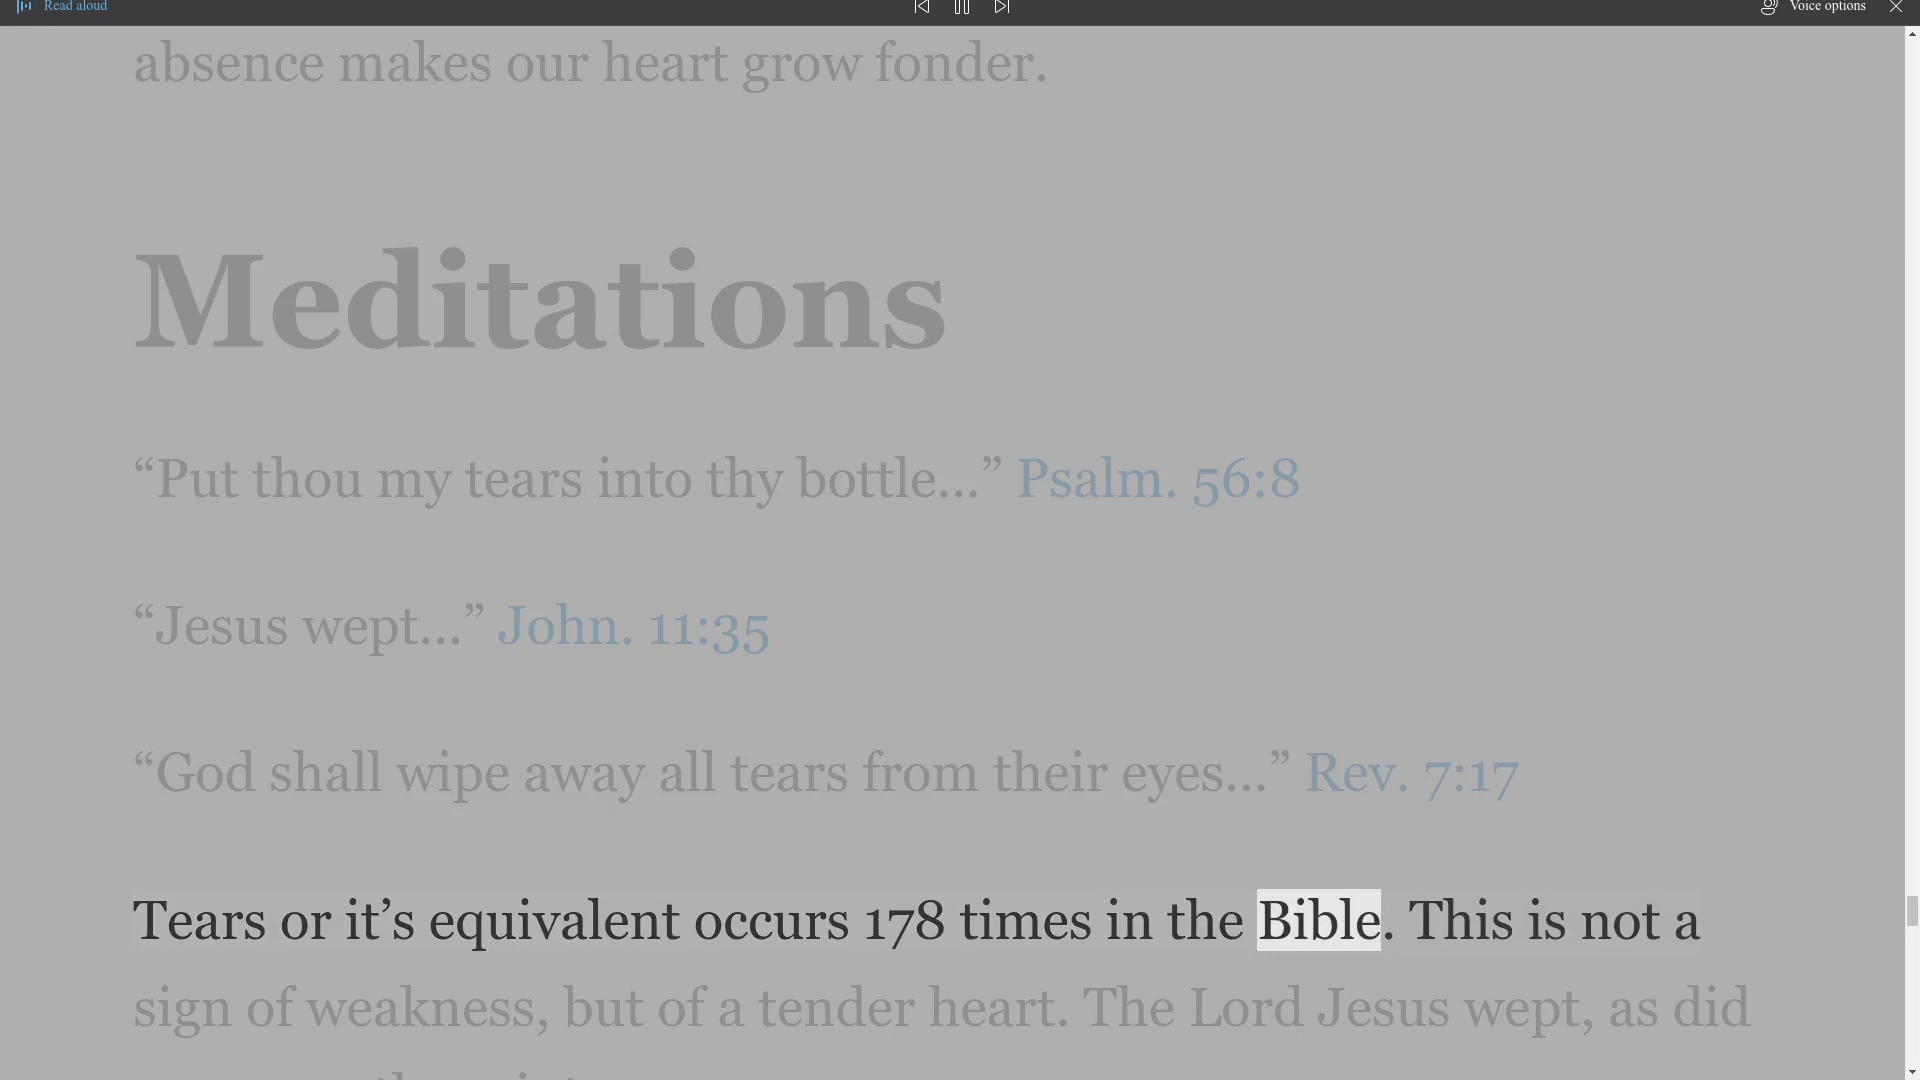 Read aloud
Voice options
absence makes our heart grow fonder.
Meditations
“Put thou my tears into thy bottle...” Psalm. 56:8
“Jesus wept...” John. 11:35
“God shall wipe away all tears from their eyes...” Rev. 7:17
Tears or it’s equivalent occurs 178 times in the Bible. This is not a
sign of weakness, but of a tender heart. The Lord Jesus wept, as did